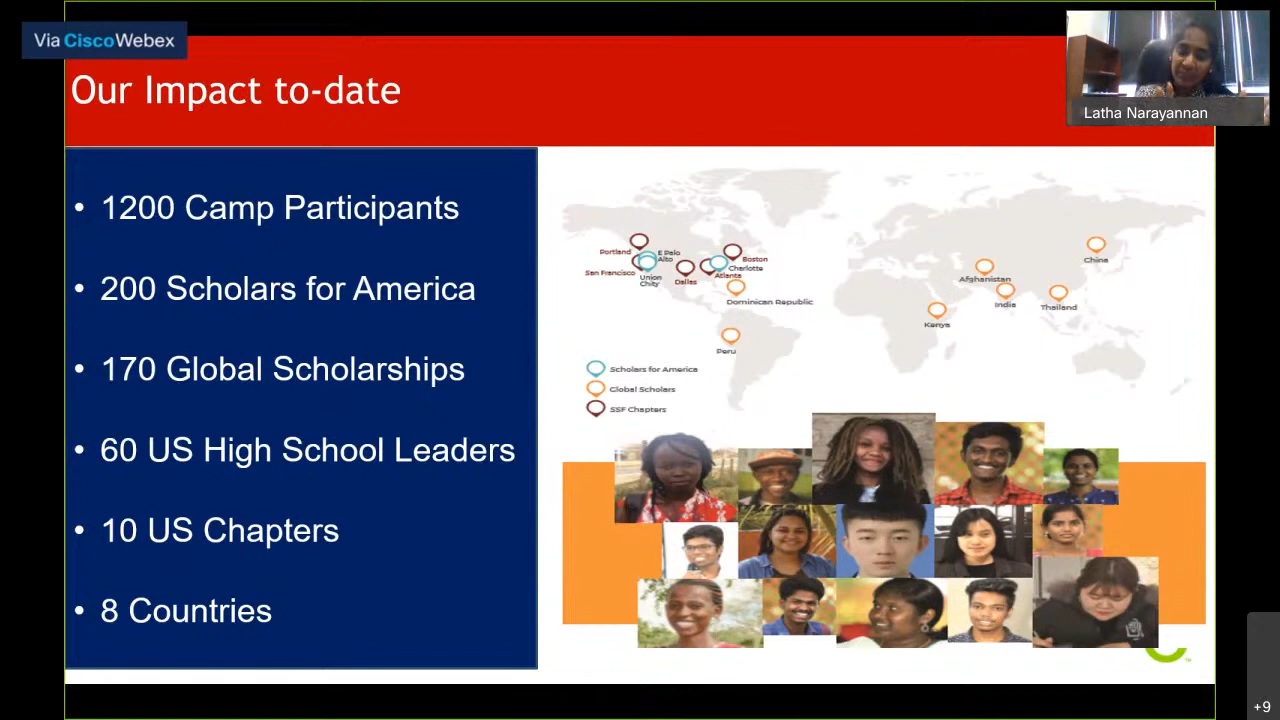 Via CiscoWebex
Our Impact to-date
Latha Narayannan
• 1200 Camp Participants
• 200 Scholars for America
• 170 Global Scholarships
• 60 US High School Leaders
• 10 US Chapters
• 8 Countries
Portland
E Palo
Alto
Boston
San Francisco
Union
Chity
Dallas
Charlotte
Atlanta
Dominican Republic
Peru
Kenya
Afghanistan
India
Thailand
China
Scholars for America
Global Scholars
SSF Chapters
+9